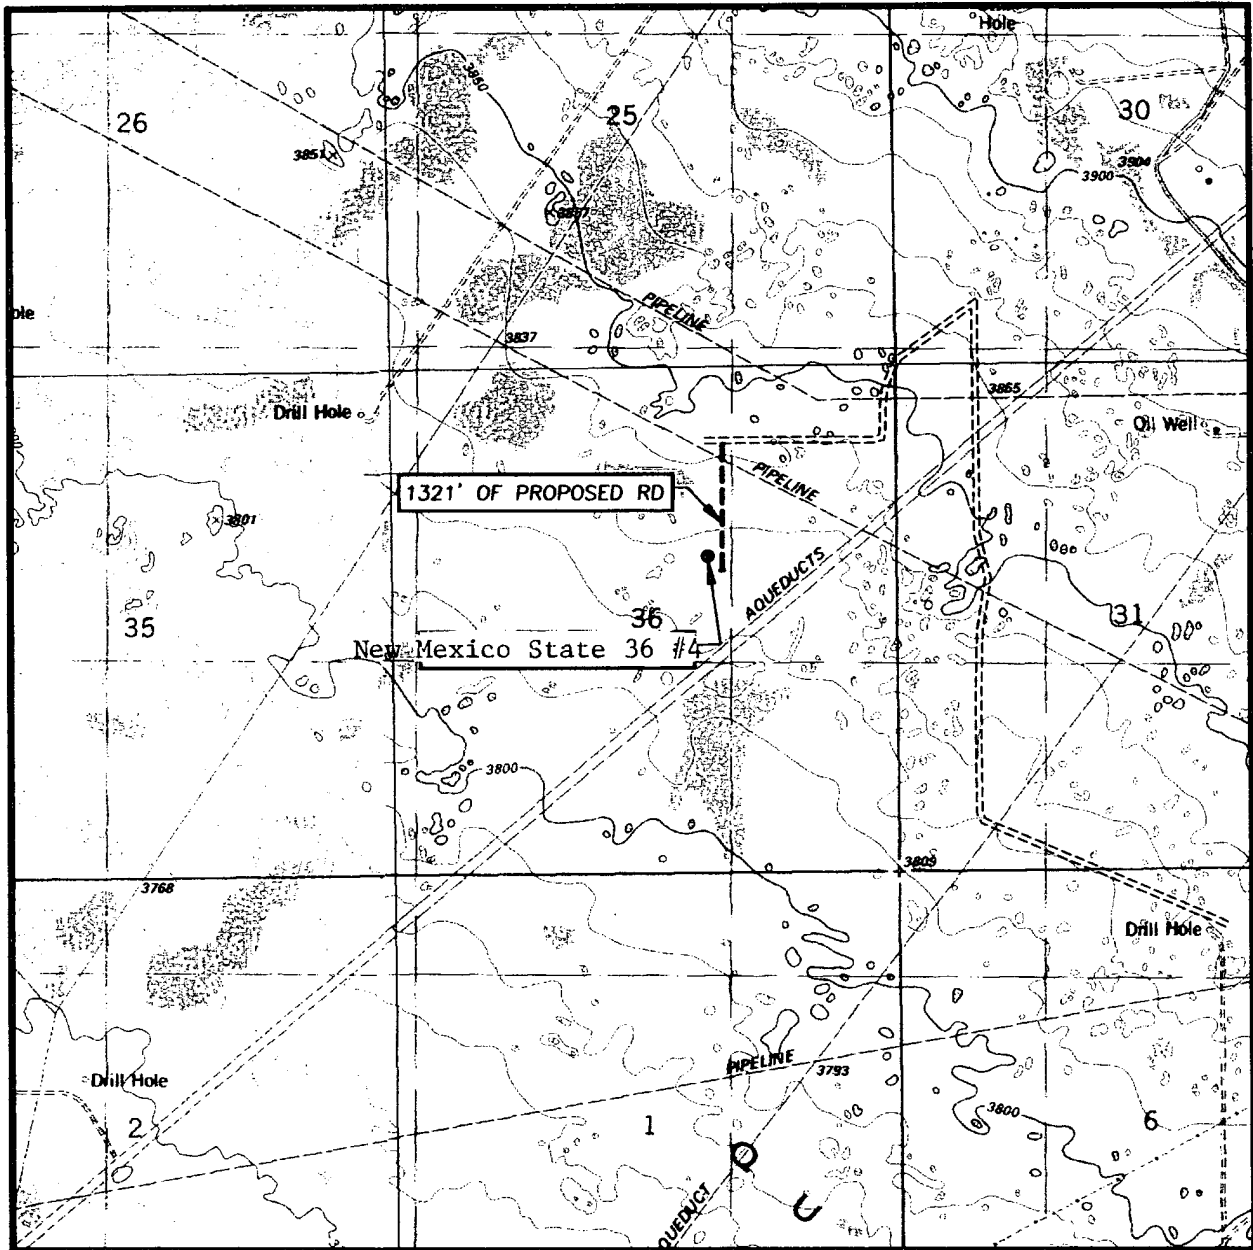 Hole
26
25
30
3860
3851
3904
3900
3857
ole
PIPELINE
3837
3865
Drill Hole
Oil Well
PIPELINE
1321' OF PROPOSED RD
3801
AQUEDUCTS
35
36
31
New Mexico State 36 #4
3800
3809
3768
Drill Hole
PIPELINE
3793
Drill Hole
3800
2
1
6
QUEDUCT